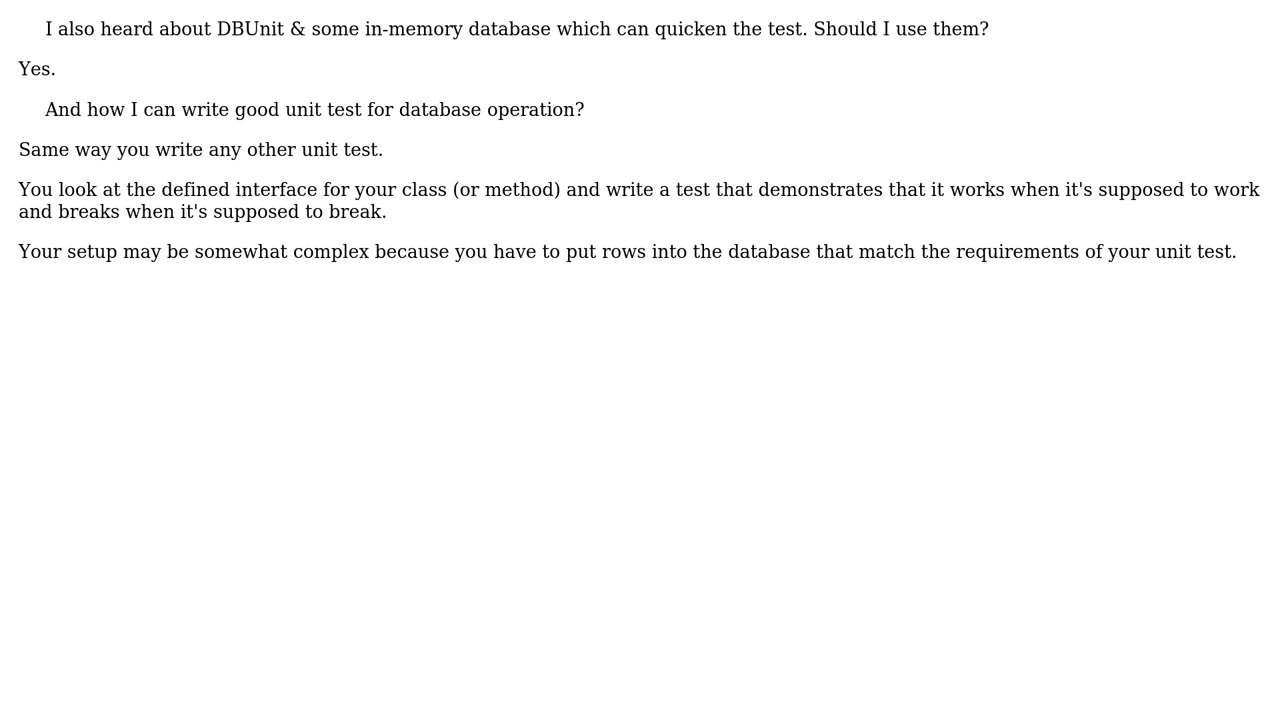 I also heard about DBUnit & some in-memory database which can quicken the test. Should I use them?
Yes.
And how I can write good unit test for database operation?
Same way you write any other unit test.
You look at the defined interface for your class (or method) and write a test that demonstrates that it works when it's supposed to work
and breaks when it's supposed to break.
Your setup may be somewhat complex because you have to put rows into the database that match the requirements of your unit test.